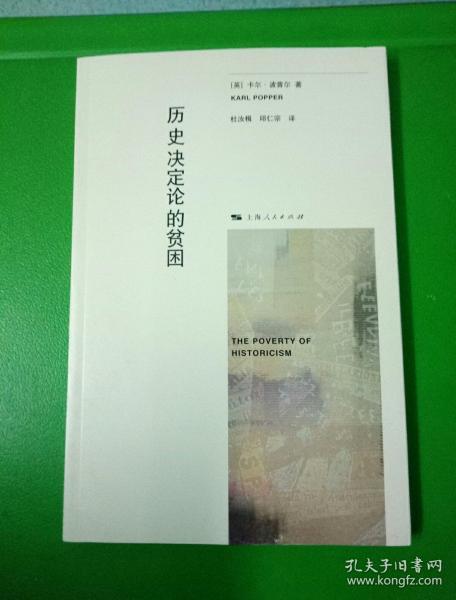 [英] 卡尔·波普尔 著
KARL POPPER
杜汝楫 邱仁宗 译
历史决定论的贫困
上海人民出版社
THE POVERTY OF
HISTORICISM
孔夫子旧书网
www.kongfz.com